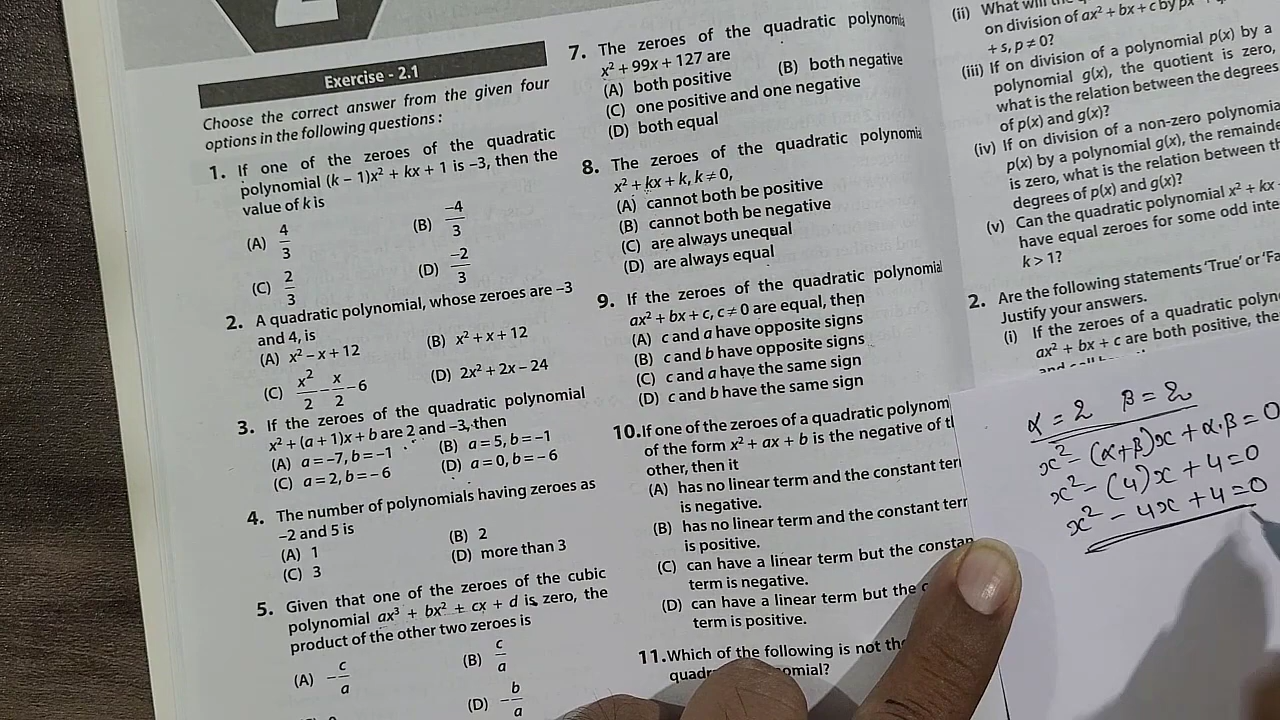 Exercise - 2.1
Choose the correct answer from the given four
options in the following questions :
1. If one of the zeroes of the quadratic
polynomial (k – 1)x² + kx + 1 is –3, then the
value of k is
(A) 4/3
(B) –4/3
(C) 2/3
(D) –2/3
2. A quadratic polynomial, whose zeroes are –3
and 4, is
(A) x² – x + 12
(B) x² + x + 12
(C) x²/2 – x/2 – 6
(D) 2x² + 2x – 24
3. If the zeroes of the quadratic polynomial
x² + (a + 1)x + b are 2 and –3, then
(A) a = –7, b = –1
(B) a = 5, b = –1
(C) a = 2, b = – 6
(D) a = 0, b = – 6
4. The number of polynomials having zeroes as
–2 and 5 is
(A) 1
(B) 2
(C) 3
(D) more than 3
5. Given that one of the zeroes of the cubic
polynomial ax³ + bx² + cx + d is zero, the
product of the other two zeroes is
(A) – c/a
(B) c/a
(D) – b/a
7. The zeroes of the quadratic polynomia
x² + 99x + 127 are
(A) both positive
(B) both negative
(C) one positive and one negative
(D) both equal
8. The zeroes of the quadratic polynomia
x² + kx + k, k ≠ 0,
(A) cannot both be positive
(B) cannot both be negative
(C) are always unequal
(D) are always equal
9. If the zeroes of the quadratic polynomial
ax² + bx + c, c ≠ 0 are equal, then
(A) c and a have opposite signs
(B) c and b have opposite signs
(C) c and a have the same sign
(D) c and b have the same sign
10. If one of the zeroes of a quadratic polynom
of the form x² + ax + b is the negative of t
other, then it
(A) has no linear term and the constant ter
is negative.
(B) has no linear term and the constant terr
is positive.
(C) can have a linear term but the constan
term is negative.
(D) can have a linear term but the c
term is positive.
11. Which of the following is not th
quadr omial?
(ii) What will
on division of ax² + bx + c by px
+ s, p ≠ 0?
(iii) If on division of a polynomial p(x) by a
polynomial g(x), the quotient is zero,
what is the relation between the degrees
of p(x) and g(x)?
(iv) If on division of a non-zero polynomia
p(x) by a polynomial g(x), the remainde
is zero, what is the relation between th
degrees of p(x) and g(x)?
(v) Can the quadratic polynomial x² + kx
have equal zeroes for some odd inte
k > 1?
2. Are the following statements 'True' or 'Fa
Justify your answers.
(i) If the zeroes of a quadratic polyn
ax² + bx + c are both positive, the
α = 2 β = 2
x² – (α+β)x + α.β = 0
x² – (4)x + 4 = 0
x² – 4x + 4 = 0